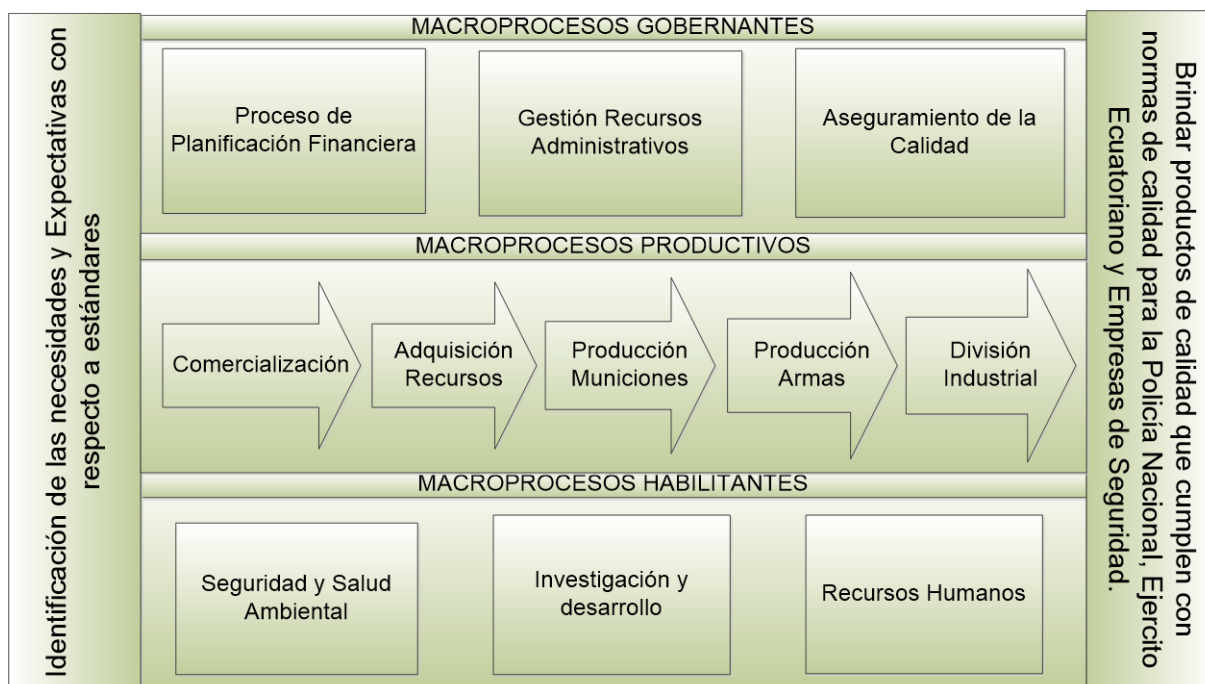 Identificación de las necesidades y Expectativas con
respecto a estándares
MACROPROCESOS GOBERNANTES
Proceso de
Planificación Financiera
Gestión Recursos
Administrativos
Aseguramiento de la
Calidad
MACROPROCESOS PRODUCTIVOS
Comercialización
Adquisición
Recursos
Producción
Municiones
Producción
Armas
División
Industrial
MACROPROCESOS HABILITANTES
Seguridad y Salud
Ambiental
Investigación y
desarrollo
Recursos Humanos
Brindar productos de calidad que cumplen con
normas de calidad para la Policía Nacional, Ejercito
Ecuatoriano y Empresas de Seguridad.